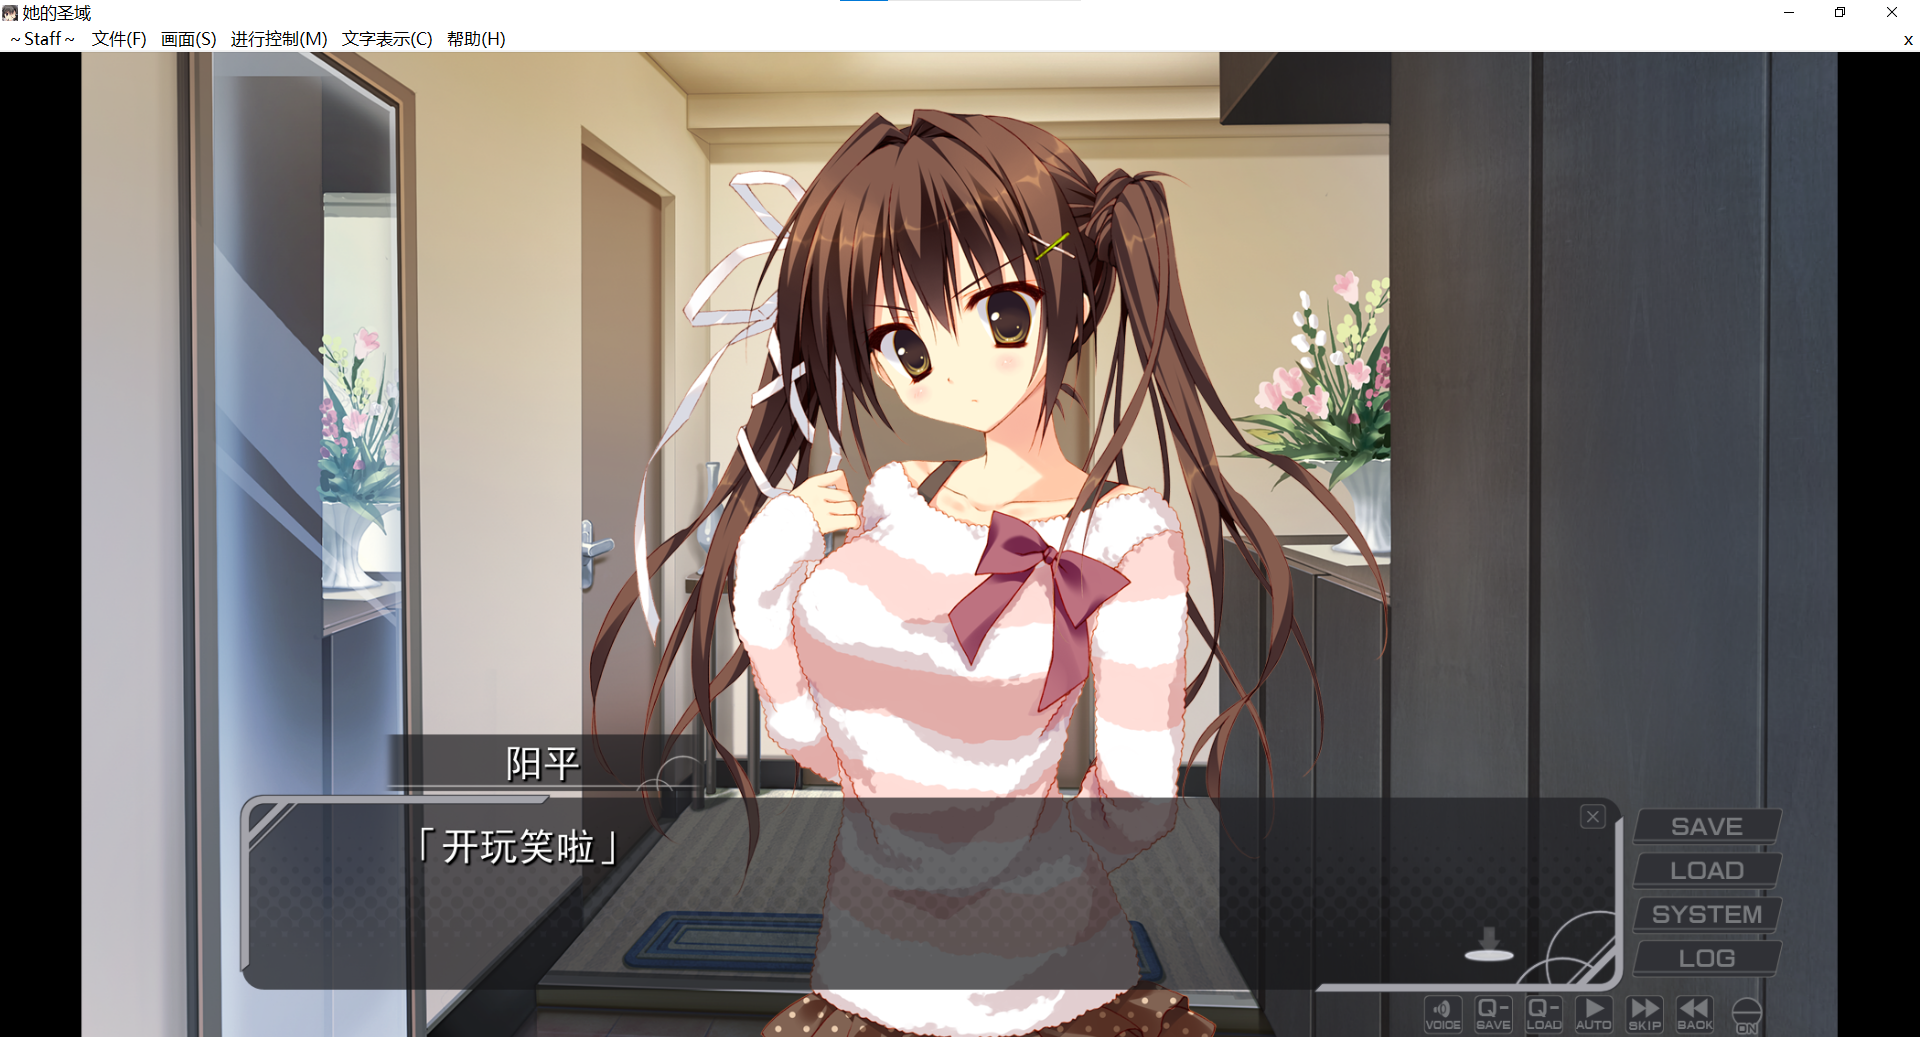 她的圣域
~Staff~ 文件(F) 画面(S) 进行控制(M) 文字表示(C) 帮助(H)
x
阳平
「开玩笑啦」
SAVE
LOAD
SYSTEM
LOG
VOICE Q-SAVE Q-LOAD AUTO SKIP BACK ON